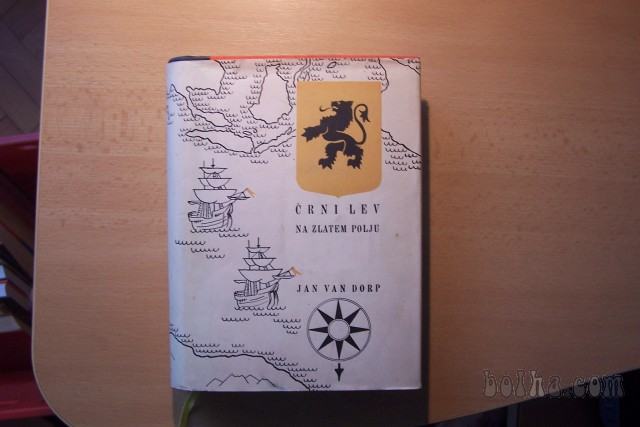 ČRNI LEV
NA ZLATEM POLJU
JAN VAN DORP
bolha.com